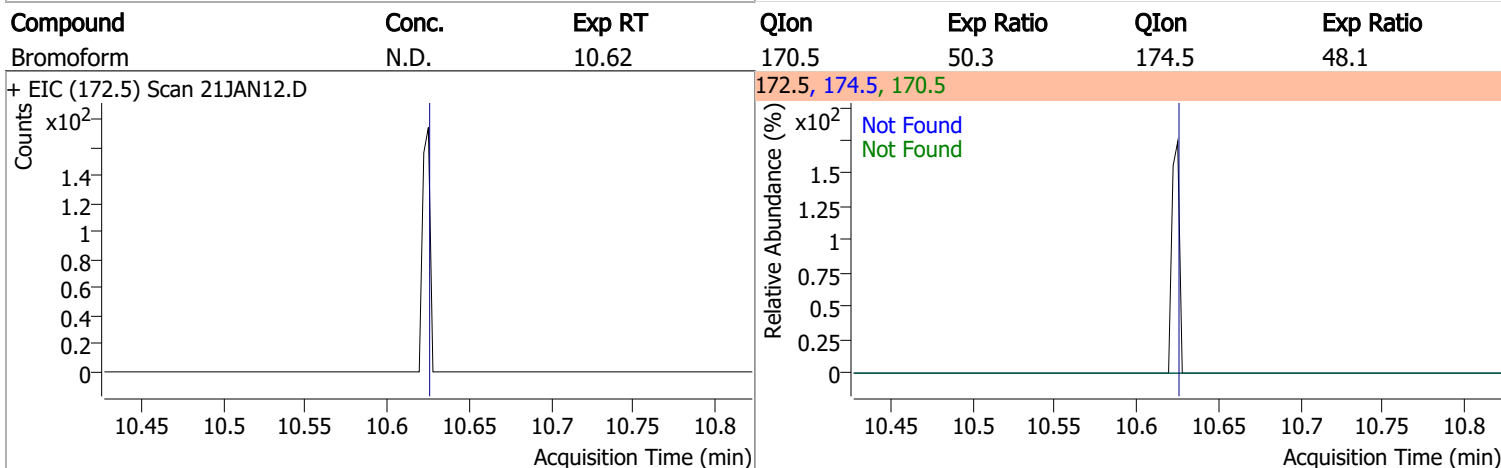 Compound Conc. Exp RT QIon Exp Ratio QIon Exp Ratio
Bromoform N.D. 10.62 170.5 50.3 174.5 48.1
+ EIC (172.5) Scan 21JAN12.D
Counts
x10²
1.4
1.2
1
0.8
0.6
0.4
0.2
0
10.45 10.5 10.55 10.6 10.65 10.7 10.75 10.8
Acquisition Time (min)
172.5, 174.5, 170.5
Relative Abundance (%)
x10²
Not Found
Not Found
1.5
1.25
1
0.75
0.5
0.25
0
10.45 10.5 10.55 10.6 10.65 10.7 10.75 10.8
Acquisition Time (min)